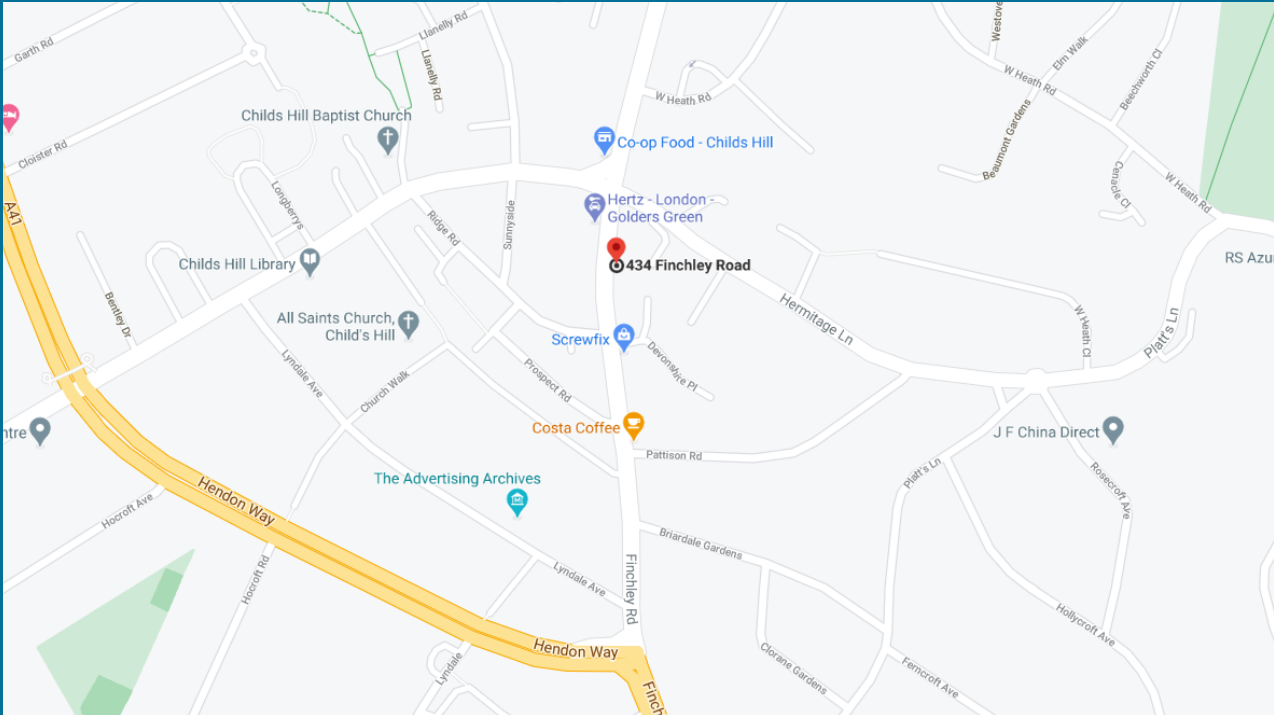 Garth Rd
Llanelly Rd
Llanelly Rd
Westove
Elm Walk
W Heath Rd
Beechworth Cl
W Heath Rd
Childs Hill Baptist Church
Co-op Food - Childs Hill
Beaumont Gardens
Cloister Rd
Cenacle Cl
W Heath Rd
Longberrys
Hertz - London -
Golders Green
A41
Ridge Rd
Sunnyside
Childs Hill Library
434 Finchley Road
RS Azu
Bentley Dr
All Saints Church,
Child's Hill
Hermitage Ln
W Heath Cl
Platt's Ln
Screwfix
Lyndale Ave
Church Walk
Prospect Rd
Devonshire Pl
ntre
Costa Coffee
J F China Direct
Pattison Rd
Platt's Ln
The Advertising Archives
Rosecroft Ave
Hendon Way
Hocroft Ave
Briardale Gardens
Hocroft Rd
Lyndale Ave
Finchley Rd
Hollycroft Ave
Hendon Way
Lyndale
Clorane Gardens
Ferncroft Ave
Finch